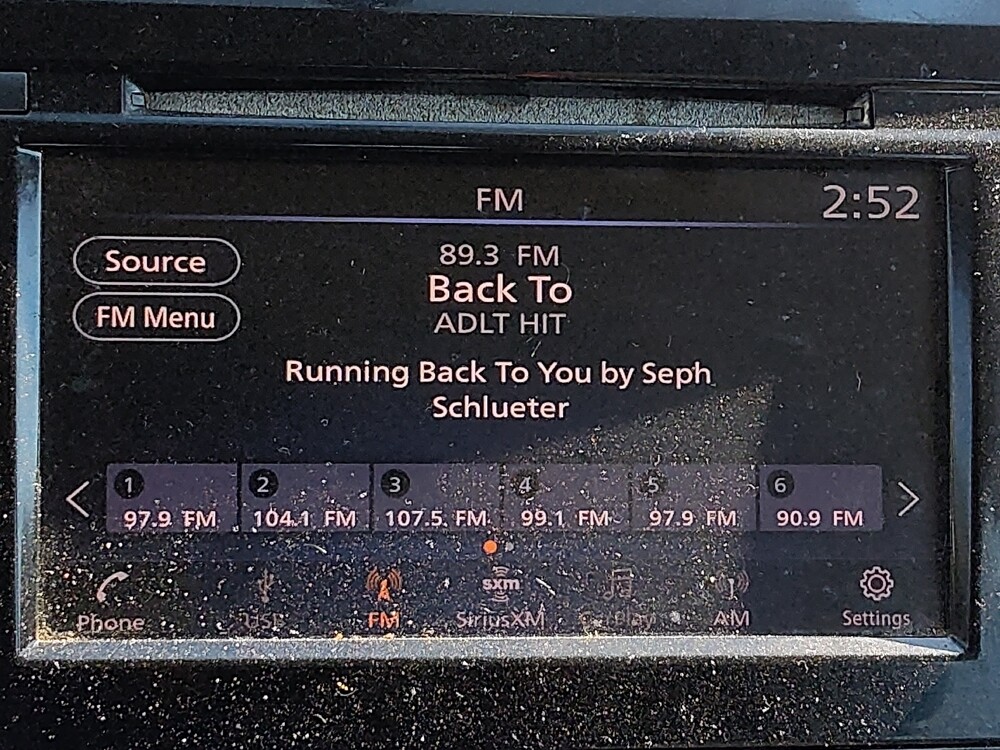 FM
2:52
Source
89.3 FM
Back To
FM Menu
ADLT HIT
Running Back To You by Seph
Schlueter
1
2
3
4
5
6
97.9 FM
104.1 FM
107.5 FM
99.1 FM
97.9 FM
90.9 FM
sxm
Phone
USB
FM
SiriusXM
CarPlay
AM
Settings